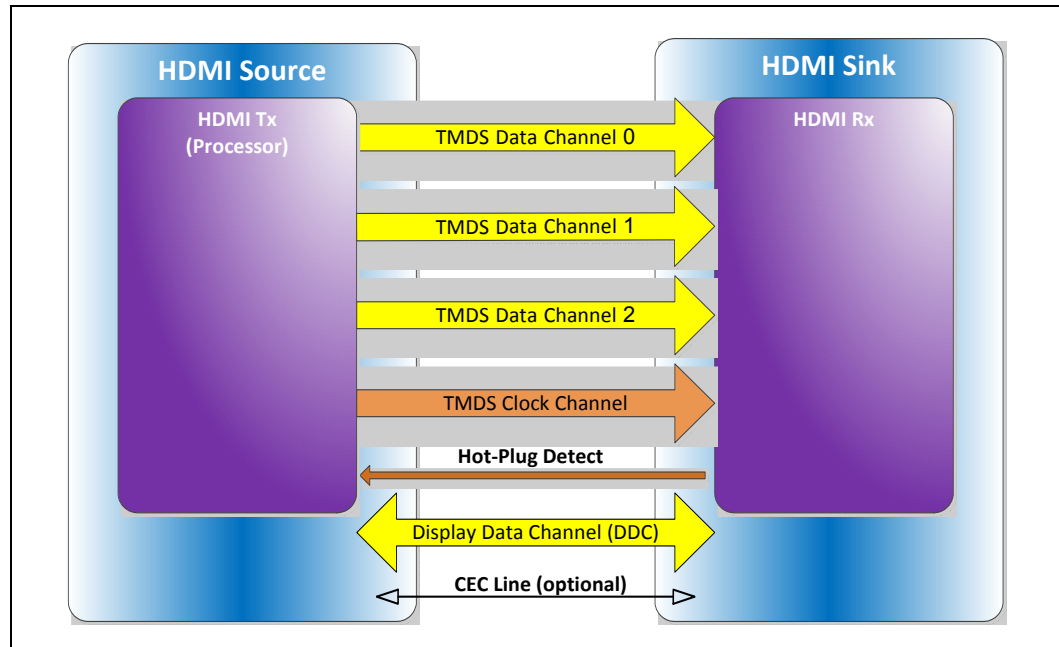 HDMI Source
HDMI Sink
HDMI Tx
(Processor)
HDMI Rx
TMDS Data Channel 0
TMDS Data Channel 1
TMDS Data Channel 2
TMDS Clock Channel
Hot-Plug Detect
Display Data Channel (DDC)
CEC Line (optional)